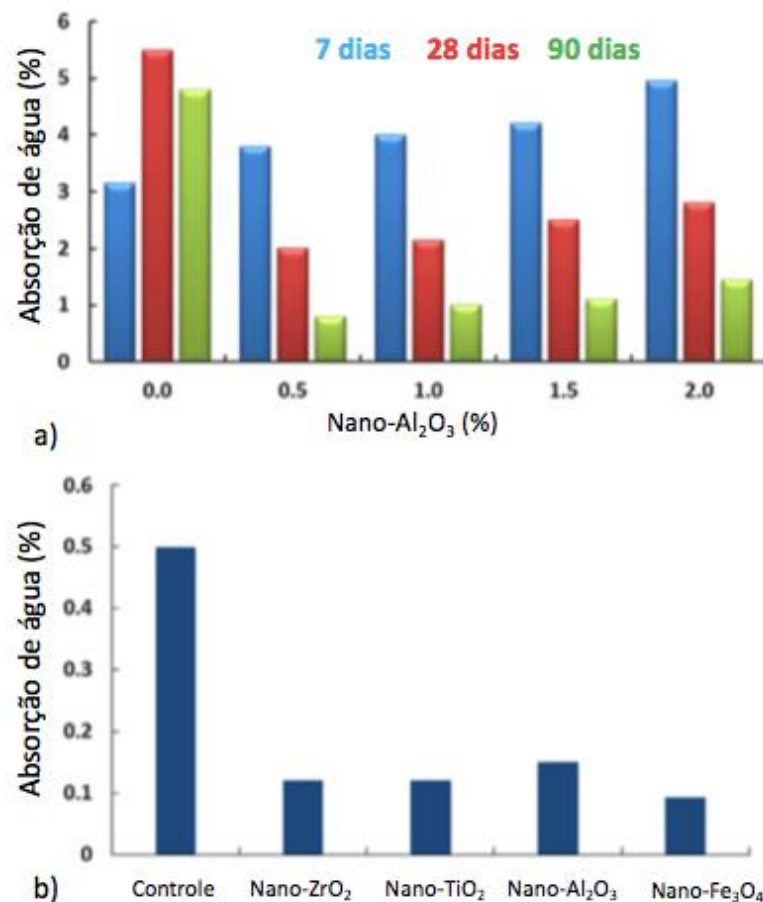 6
7 dias 28 dias 90 dias
5
4
3
2
1
0
Absorção de água (%)
0.0 0.5 1.0 1.5 2.0
Nano-Al₂O₃ (%)
a)
0.6
0.5
0.4
0.3
0.2
0.1
0
Absorção de água (%)
Controle Nano-ZrO₂ Nano-TiO₂ Nano-Al₂O₃ Nano-Fe₃O₄
b)